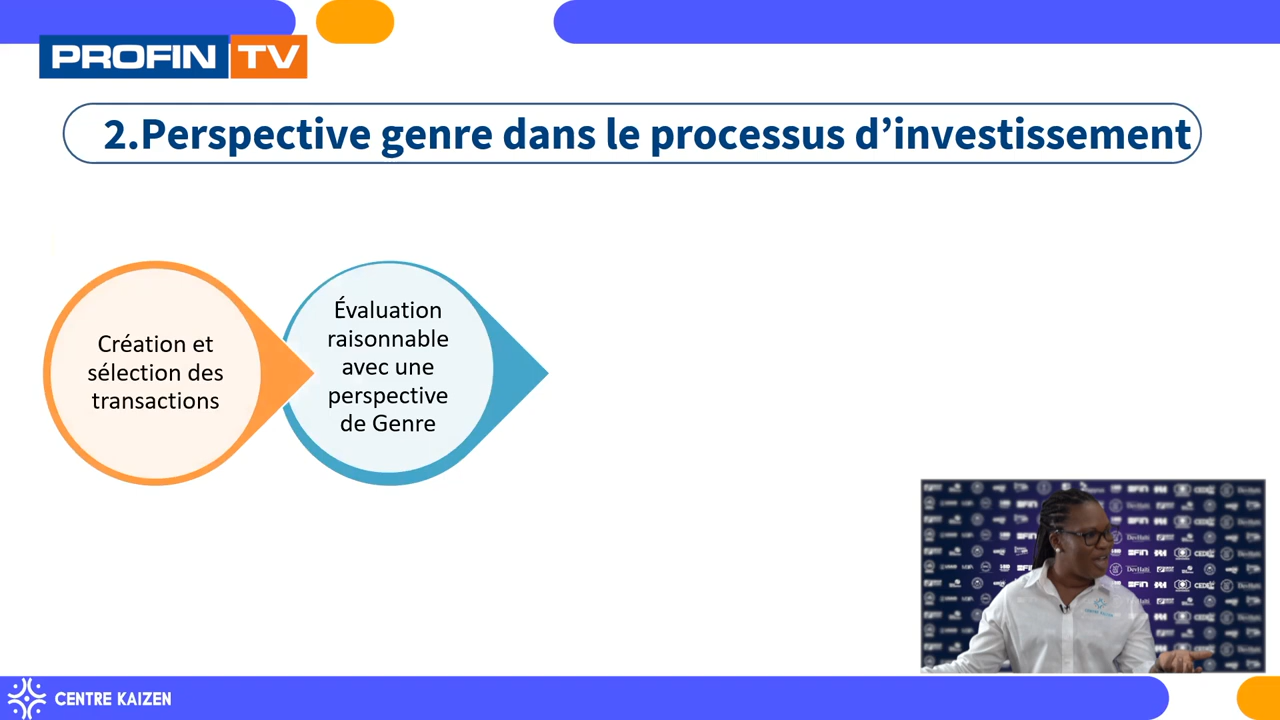 PROFIN TV
2.Perspective genre dans le processus d’investissement
Création et
sélection des
transactions
Évaluation
raisonnable
avec une
perspective
de Genre
CENTRE KAIZEN